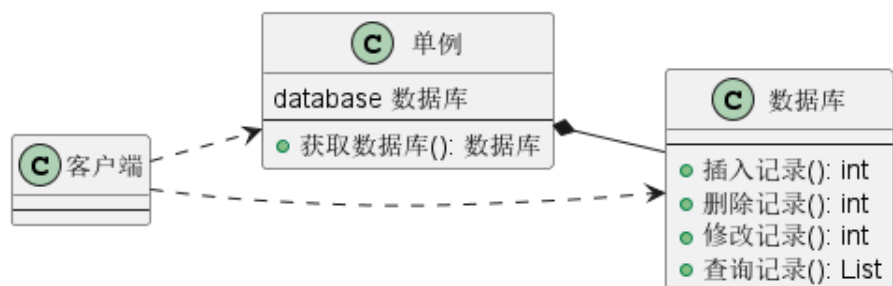 C 单例
database 数据库
获取数据库(): 数据库
C 客户端
C 数据库
插入记录(): int
删除记录(): int
修改记录(): int
查询记录(): List